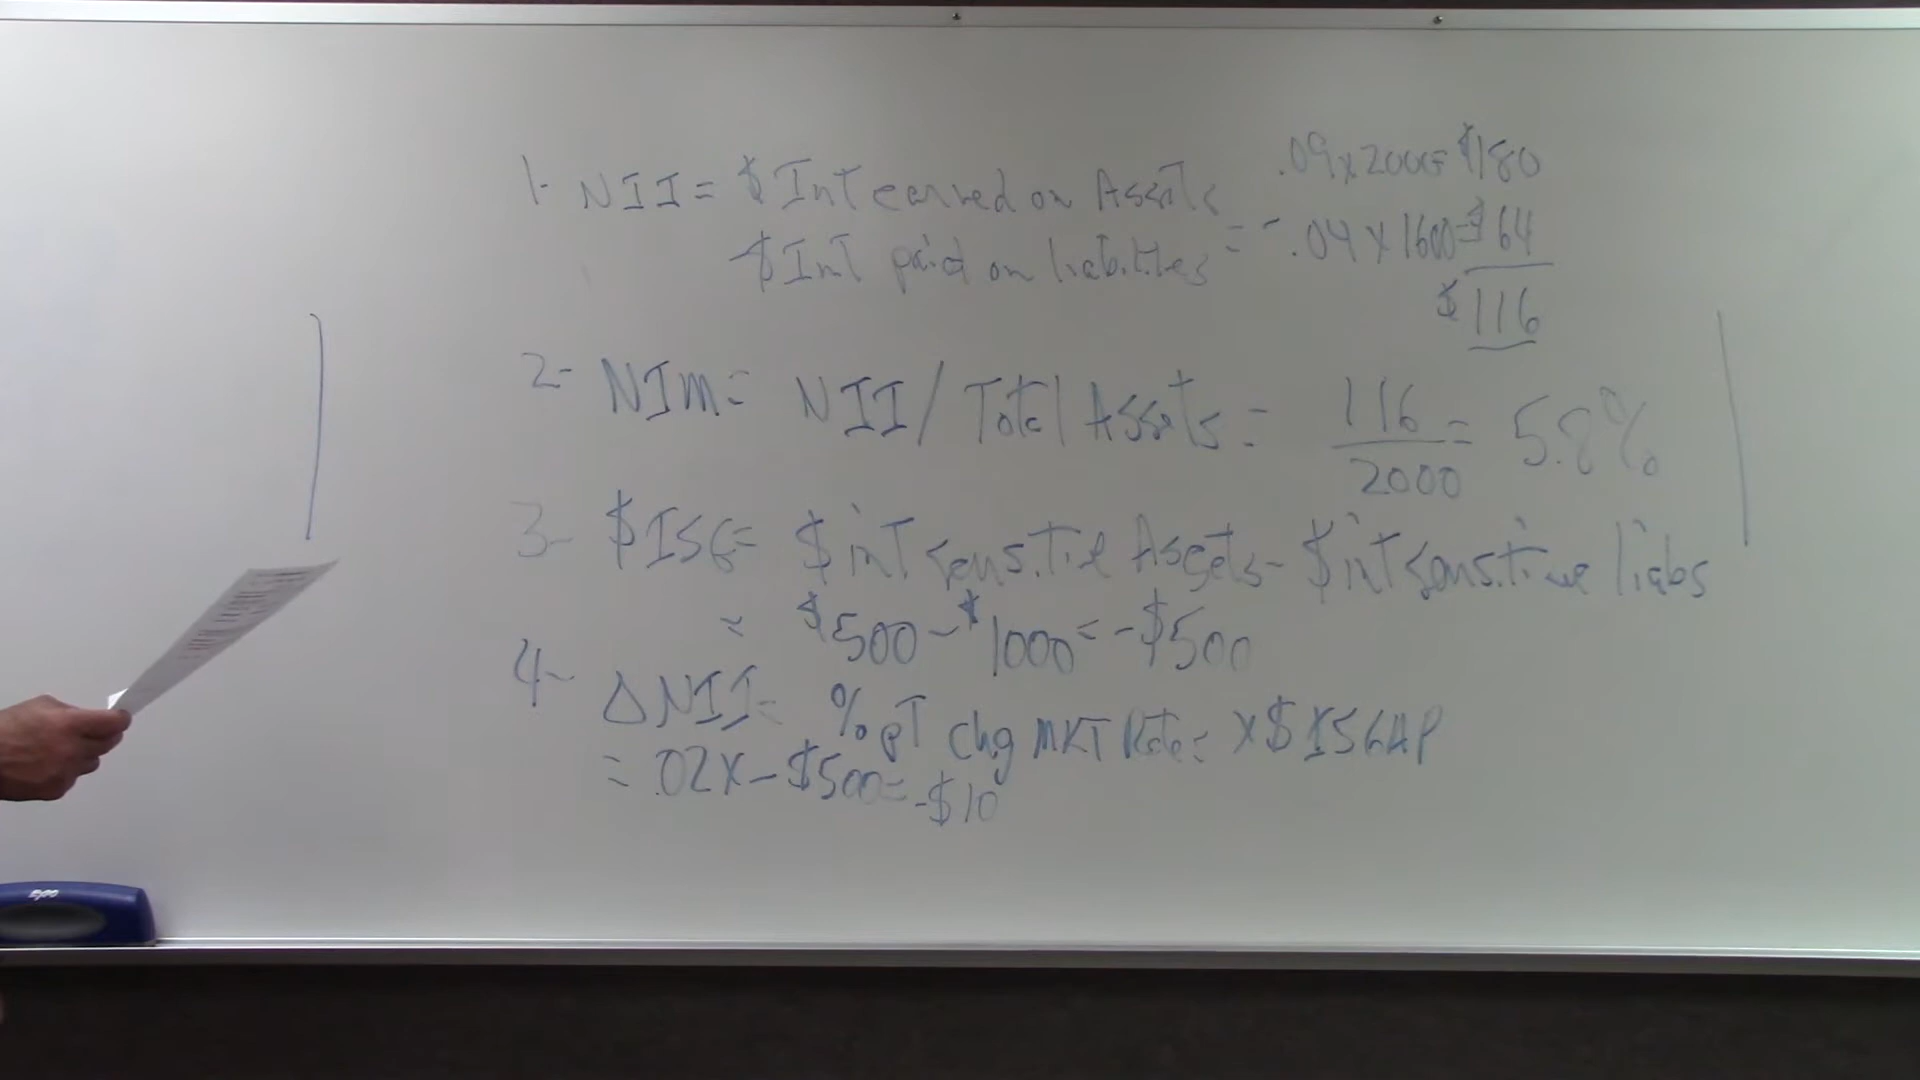 1- NII = $ Int earned on Assets
- $ Int paid on liabilities
= .09 x 2000 = $180
- .04 x 1600 = $64
$116
2- NIM = NII / Total Assets = 116 / 2000 = 5.8%
3- $ISG = $ int sensitive Assets - $ int sensitive liabs
= $500 - $1000 = -$500
4- Δ NII = % pT chg MKT Rate x $ISGAP
= .02 x - $500 = -$10
expo